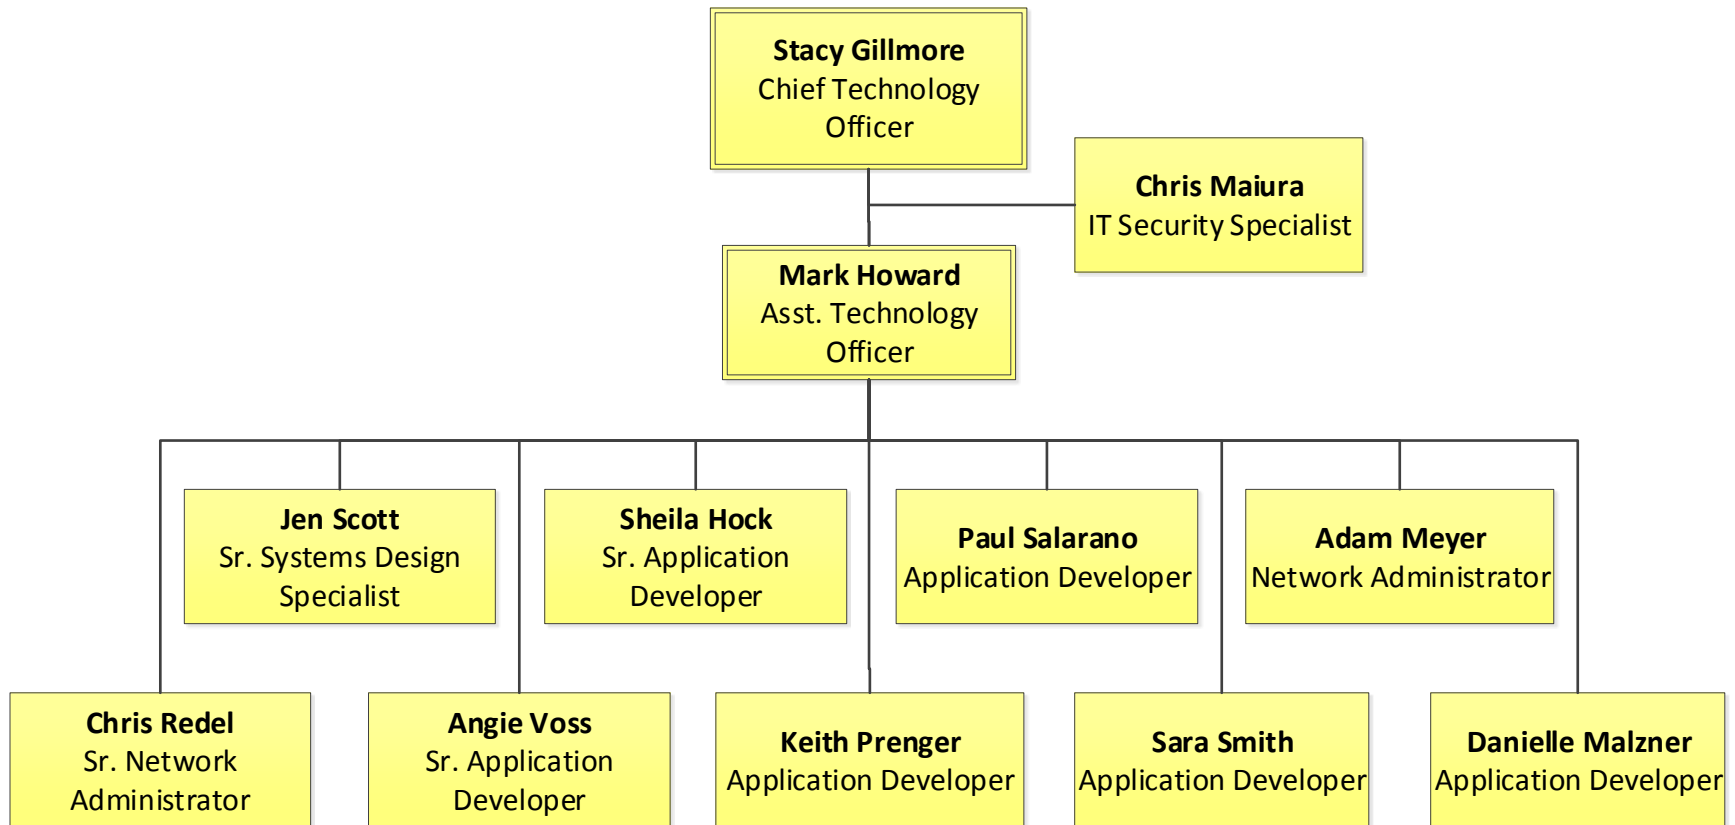 Stacy Gillmore
Chief Technology
Officer
Chris Maiura
IT Security Specialist
Mark Howard
Asst. Technology
Officer
Jen Scott
Sr. Systems Design
Specialist
Sheila Hock
Sr. Application
Developer
Paul Salarano
Application Developer
Adam Meyer
Network Administrator
Chris Redel
Sr. Network
Administrator
Angie Voss
Sr. Application
Developer
Keith Prenger
Application Developer
Sara Smith
Application Developer
Danielle Malzner
Application Developer